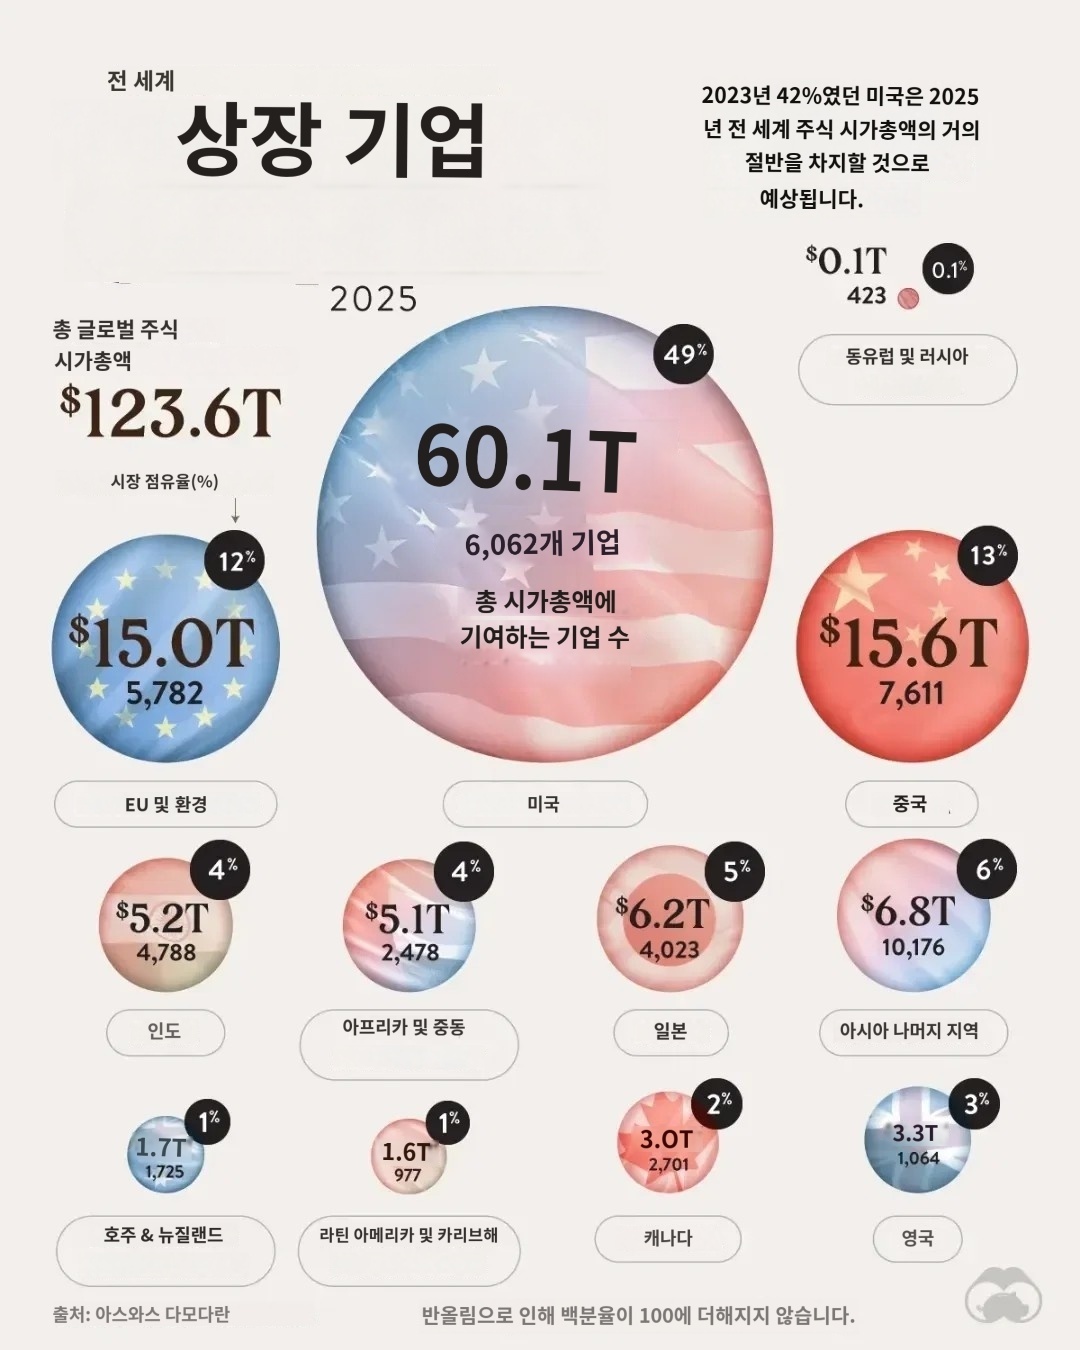 전 세계
상장 기업
2023년 42%였던 미국은 2025
년 전 세계 주식 시가총액의 거의
절반을 차지할 것으로
예상됩니다.
$0.1T
0.1%
423
동유럽 및 러시아
2025
총 글로벌 주식
시가총액
$123.6T
시장 점유율(%)
12%
$15.0T
5,782
EU 및 환경
49%
60.1T
6,062개 기업
총 시가총액에
기여하는 기업 수
미국
13%
$15.6T
7,611
중국
4%
$5.2T
4,788
인도
4%
$5.1T
2,478
아프리카 및 중동
5%
$6.2T
4,023
일본
6%
$6.8T
10,176
아시아 나머지 지역
1%
1.7T
1,725
호주 & 뉴질랜드
1%
1.6T
977
라틴 아메리카 및 카리브해
2%
3.0T
2,701
캐나다
3%
3.3T
1,064
영국
출처: 아스와스 다모다란
반올림으로 인해 백분율이 100에 더해지지 않습니다.